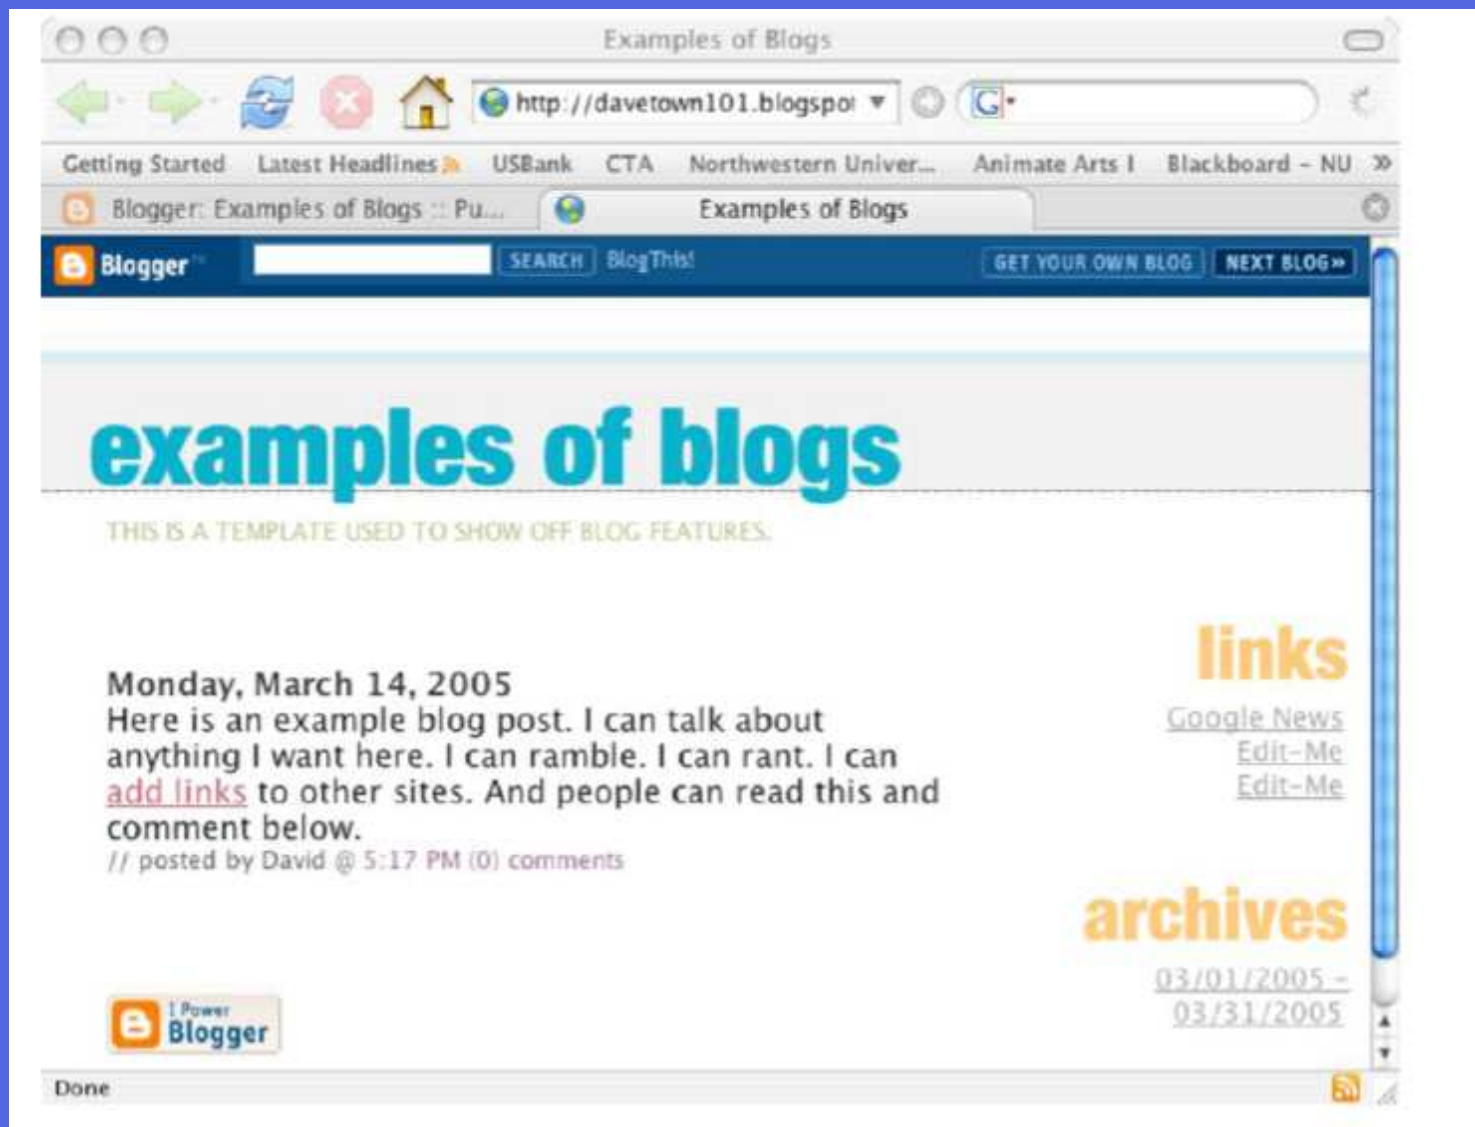 Examples of Blogs
http://davetown101.blogspot
G
Getting Started Latest Headlines USBank CTA Northwestern Univer... Animate Arts I Blackboard - NU »
Blogger: Examples of Blogs :: Pu... Examples of Blogs
Blogger™ SEARCH BlogThis! GET YOUR OWN BLOG NEXT BLOG»
examples of blogs
THIS IS A TEMPLATE USED TO SHOW OFF BLOG FEATURES.
links
Google News
Edit-Me
Edit-Me
Monday, March 14, 2005
Here is an example blog post. I can talk about
anything I want here. I can ramble. I can rant. I can
add links to other sites. And people can read this and
comment below.
// posted by David @ 5:17 PM (0) comments
archives
03/01/2005 -
03/31/2005
I Power
Blogger
Done